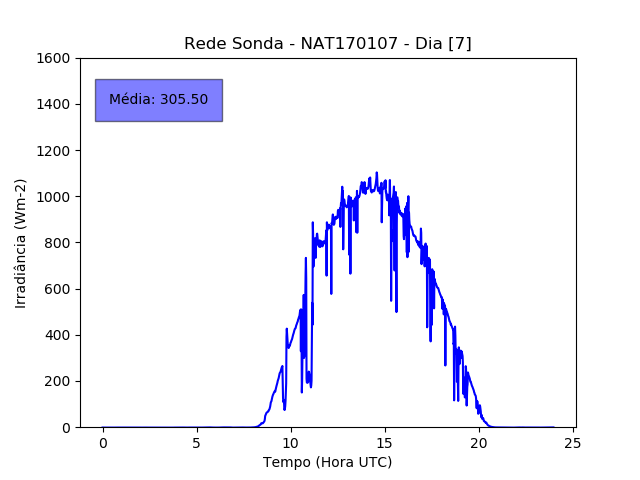 Rede Sonda - NAT170107 - Dia [7]
1600
1400
1200
1000
800
600
400
200
0
Média: 305.50
Irradiância (Wm-2)
0 5 10 15 20 25
Tempo (Hora UTC)